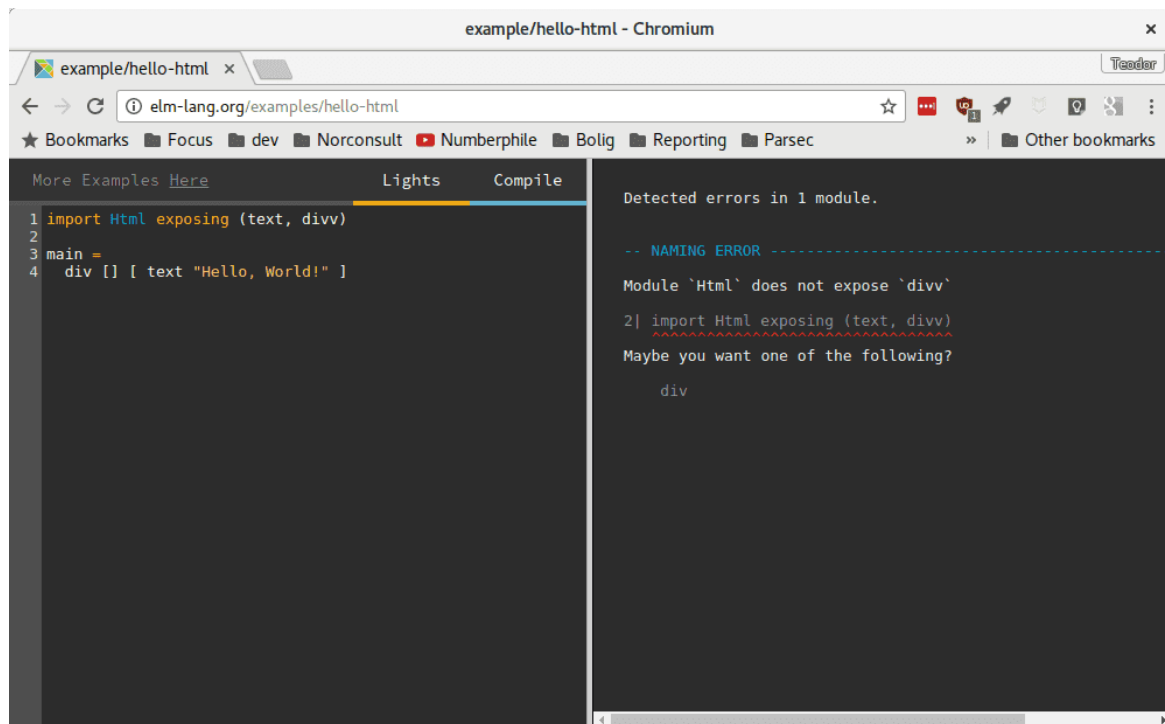 example/hello-html - Chromium
example/hello-html
Teodor
elm-lang.org/examples/hello-html
1
Bookmarks Focus dev Norconsult Numberphile Bolig Reporting Parsec » Other bookmarks
More Examples Here Lights Compile
1 import Html exposing (text, divv)
2
3 main =
4   div [] [ text "Hello, World!" ]
Detected errors in 1 module.
-- NAMING ERROR -------------------------------------------
Module `Html` does not expose `divv`
2| import Html exposing (text, divv)
^^^^^^^^^^^^^^^^^^^^^^^^^^^^^^^^^
Maybe you want one of the following?
div